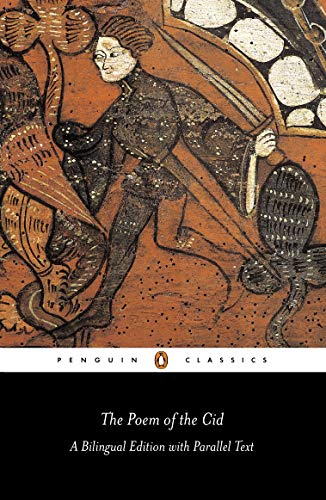 PENGUIN CLASSICS
The Poem of the Cid
A Bilingual Edition with Parallel Text